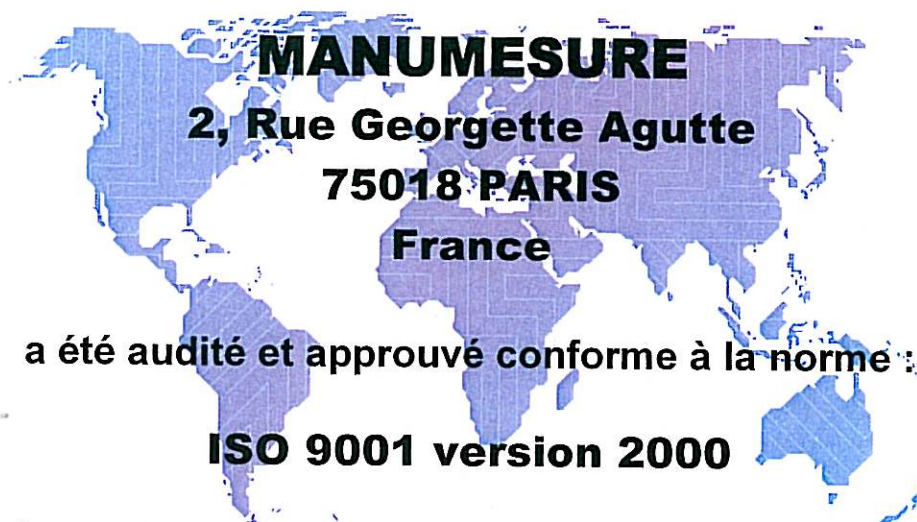 MANUMESURE
2, Rue Georgette Agutte
75018 PARIS
France
a été audité et approuvé conforme à la norme :
ISO 9001 version 2000